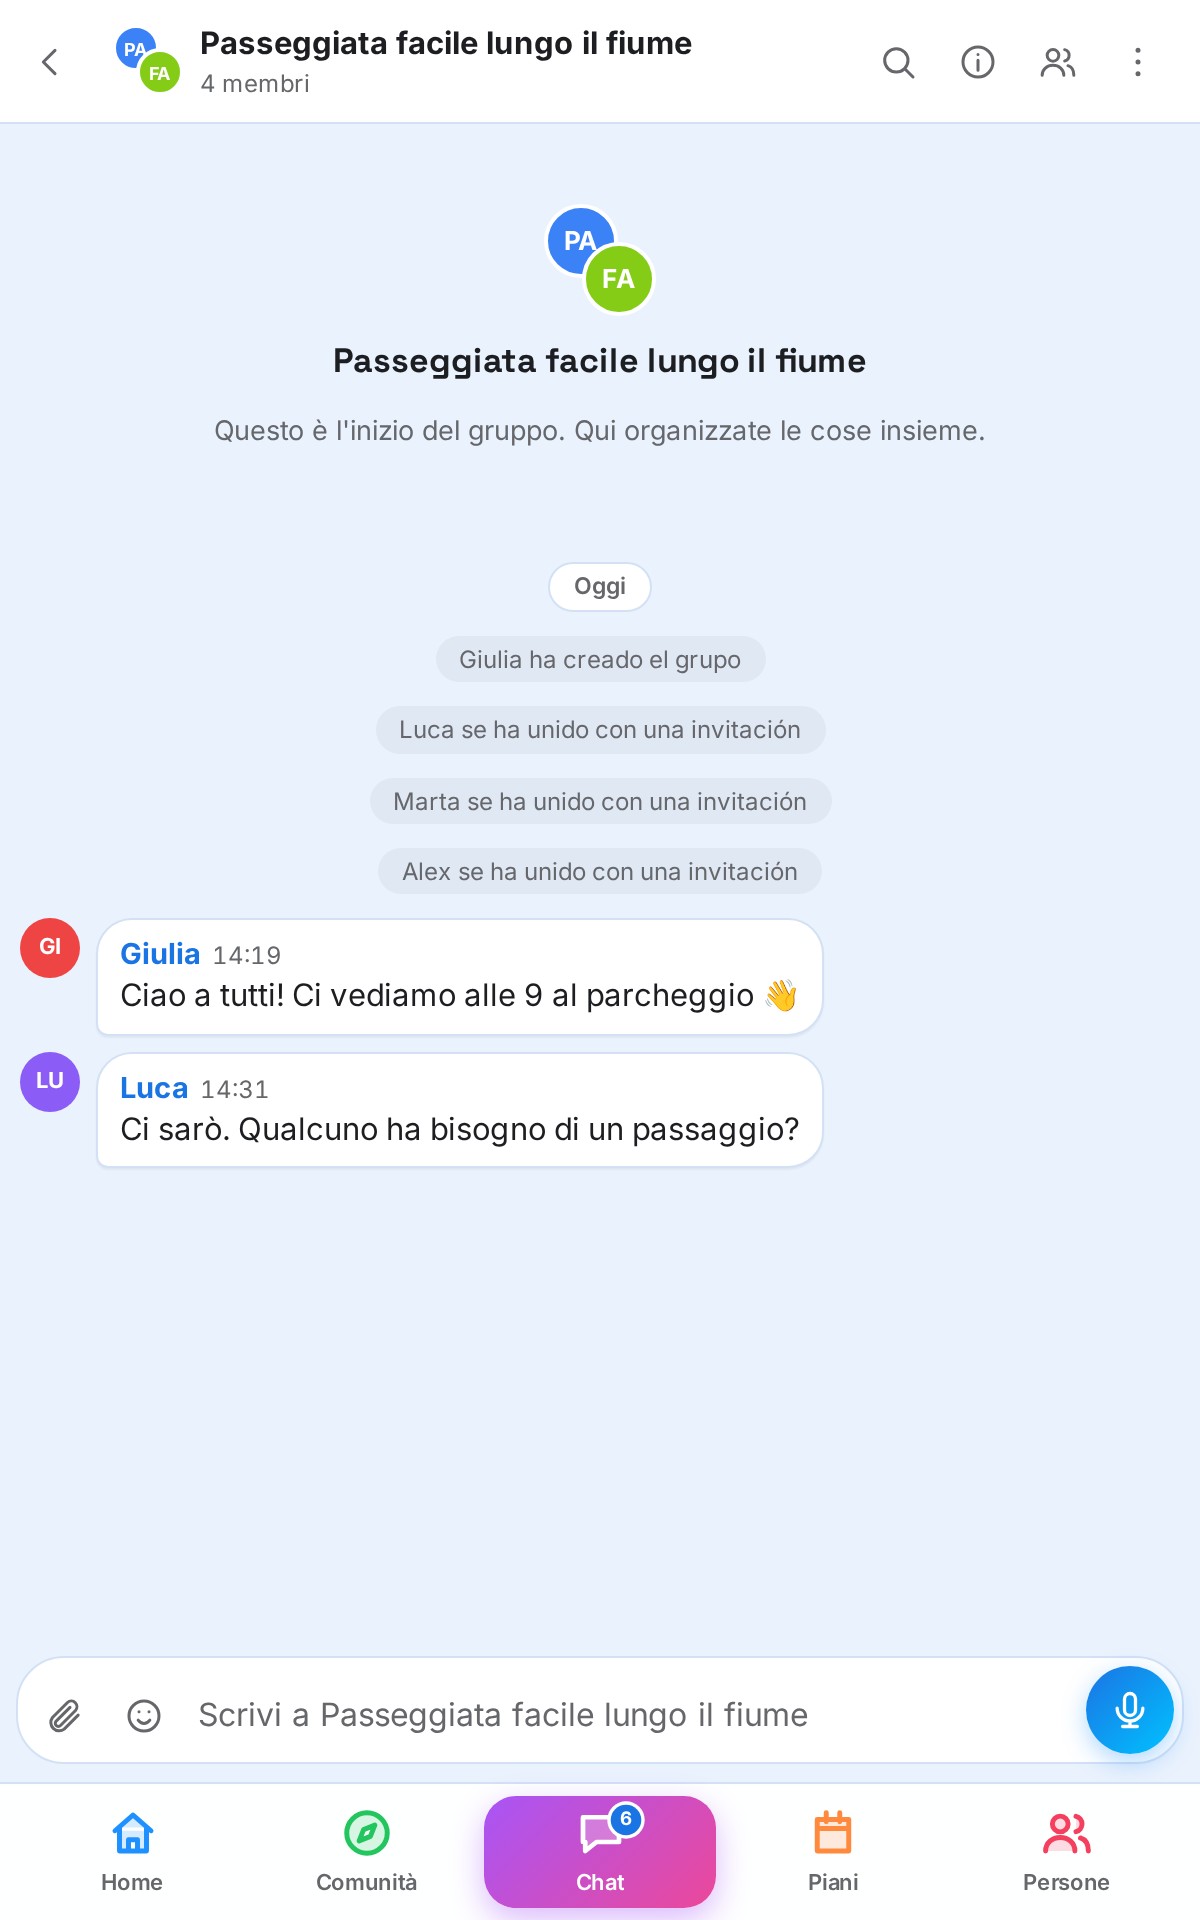 PA
FA
Passeggiata facile lungo il fiume
4 membri
PA
FA
Passeggiata facile lungo il fiume
Questo è l'inizio del gruppo. Qui organizzate le cose insieme.
Oggi
Giulia ha creado el grupo
Luca se ha unido con una invitación
Marta se ha unido con una invitación
Alex se ha unido con una invitación
GI
Giulia 14:19
Ciao a tutti! Ci vediamo alle 9 al parcheggio 👋
LU
Luca 14:31
Ci sarò. Qualcuno ha bisogno di un passaggio?
Scrivi a Passeggiata facile lungo il fiume
6
Home
Comunità
Chat
Piani
Persone